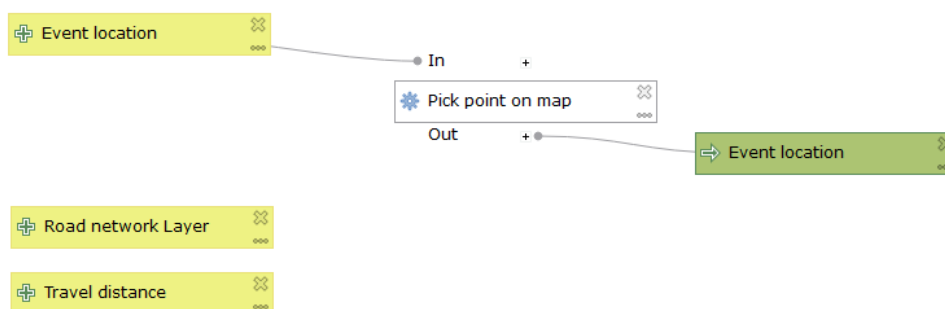 Event location
In
Pick point on map
Out
Event location
Road network Layer
Travel distance